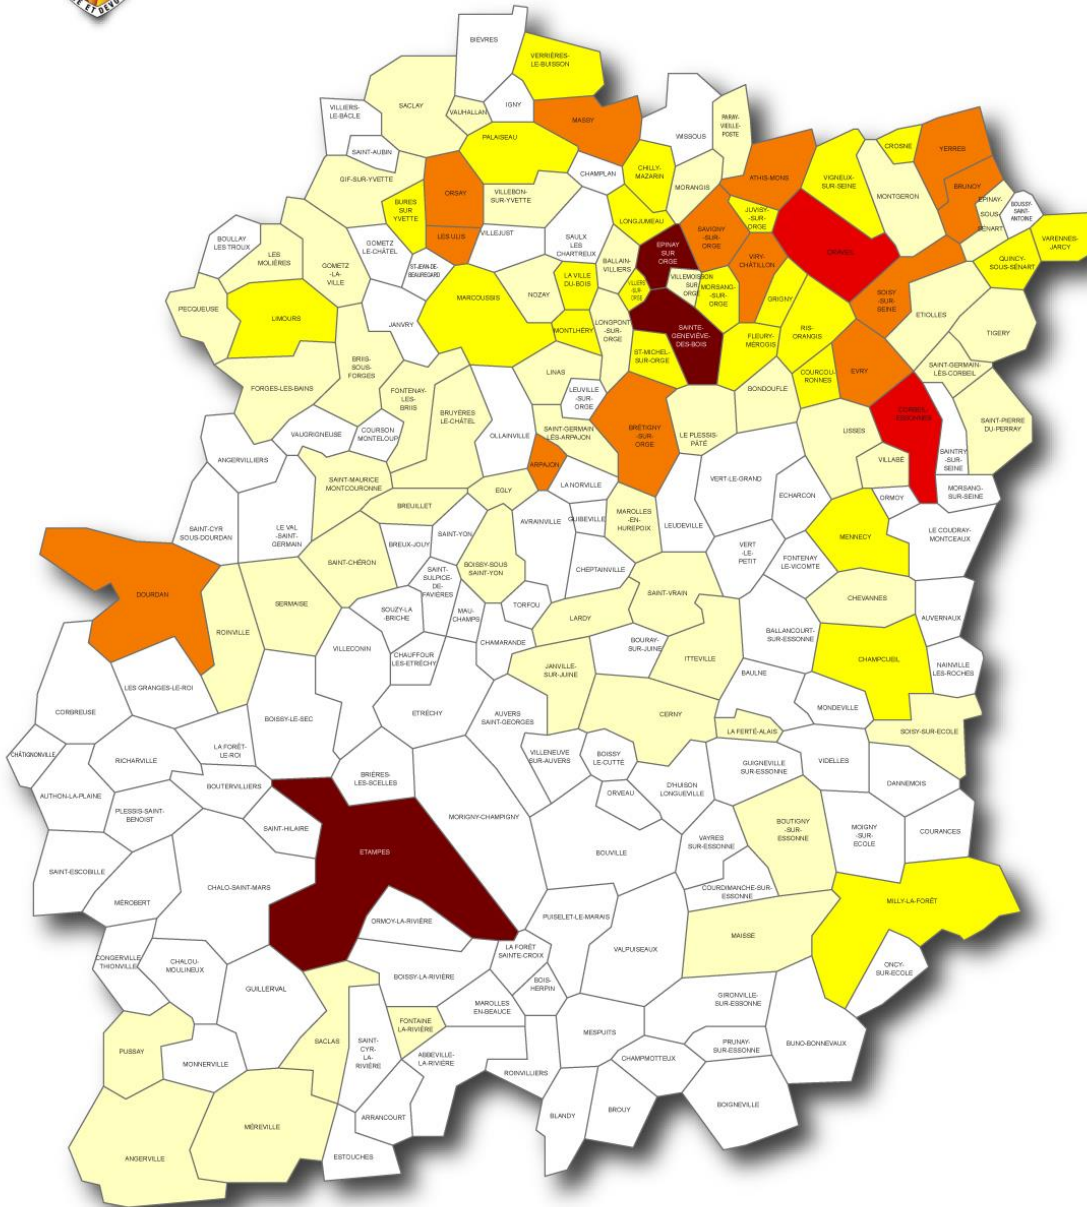 BIÈVRES
VERRIÈRES-
LE-BUISSON
SACLAY
VAUHALLAN
IGNY
MASSY
WISSOUS
PARAY-
VIEILLE-
POSTE
VILLIERS-
LE-BÂCLE
SAINT-AUBIN
PALAISEAU
CHAMPLAN
CHILLY-
MAZARIN
MORANGIS
ATHIS-MONS
VIGNEUX-
SUR-SEINE
CROSNE
YERRES
MONTGERON
BRUNOY
EPINAY-
SOUS-
SÉNART
BOUSSY-
SAINT-
ANTOINE
VARENNES-
JARCY
QUINCY-
SOUS-SÉNART
GIF-SUR-YVETTE
BURES
SUR
YVETTE
ORSAY
VILLEBON-
SUR-YVETTE
LES ULIS
VILLEJUST
SAULX
LES
CHARTREUX
LONGJUMEAU
JUVISY-
SUR-
ORGE
SAVIGNY
-SUR-
ORGE
EPINAY
SUR
ORGE
BALLAIN-
VILLIERS
BOULLAY
LES TROUX
LES
MOLIÈRES
GOMETZ
-LA-
VILLE
GOMETZ
LE-CHÂTEL
ST-JEAN-DE-
BEAUREGARD
MARCOUSSIS
NOZAY
LA VILLE
DU-BOIS
VILLEMOISSON
SUR
ORGE
MORSANG-
SUR-
ORGE
VIRY-
CHÂTILLON
GRIGNY
SOISY
-SUR-
SEINE
ETIOLLES
TIGERY
PECQUEUSE
LIMOURS
JANVRY
MONTLHÉRY
LONGPONT
-SUR-
ORGE
SAINTE-
GENEVIÈVE
-DES-BOIS
FLEURY-
MÉROGIS
RIS-
ORANGIS
ST-MICHEL
-SUR-ORGE
COURCOU-
RONNES
EVRY
SAINT-GERMAIN
LÈS-CORBEIL
SAINT-PIERRE
DU-PERRAY
FORGES-LES-BAINS
BRIIS-
SOUS-
FORGES
FONTENAY
-LES-
BRIIS
LINAS
LEUVILLE
-SUR-
ORGE
BONDOUFLE
LISSES
SAINTRY
-SUR-
SEINE
VILLABÉ
MORSANG-
SUR-SEINE
ORMOY
VAUGRIGNEUSE
COURSON
MONTELOUP
BRUYÈRES
LE-CHÂTEL
OLLAINVILLE
SAINT-GERMAIN
LÈS-ARPAJON
BRÉTIGNY
-SUR-
ORGE
LE PLESSIS-
PÂTÉ
ANGERVILLIERS
SAINT-MAURICE
MONTCOURONNE
ARPAJON
LA NORVILLE
EGLY
VERT-LE-GRAND
ECHARCON
BREUILLET
AVRAINVILLE
GUIBEVILLE
MAROLLES
-EN-
HUREPOIX
LEUDEVILLE
MENNECY
LE COUDRAY-
MONTCEAUX
SAINT-CYR
SOUS-DOURDAN
LE VAL
-SAINT-
GERMAIN
BREUX-JOUY
SAINT-YON
VERT
-LE-
PETIT
FONTENAY
LE-VICOMTE
SAINT-CHÉRON
SAINT-
SULPICE-
DE-
FAVIÈRES
BOISSY-SOUS
SAINT-YON
CHEPTAINVILLE
DOURDAN
ROINVILLE
SERMAISE
SOUZY-LA
-BRICHE
MAU-
CHAMPS
TORFOU
LARDY
SAINT-VRAIN
CHEVANNES
AUVERNAUX
BALLANCOURT-
SUR-ESSONNE
VILLECONIN
CHAUFFOUR
LES-ETRÉCHY
CHAMARANDE
BOURAY-
SUR-JUINE
ITTEVILLE
CHAMPCUEIL
NAINVILLE
LES-ROCHES
LES GRANGES-LE-ROI
JANVILLE-
SUR-JUINE
BAULNE
MONDEVILLE
CORBREUSE
BOISSY-LE-SEC
ETRÉCHY
AUVERS
SAINT-GEORGES
CERNY
LA FERTÉ-ALAIS
SOISY-SUR-ECOLE
CHÂTIGNONVILLE
RICHARVILLE
LA FORÊT-
LE-ROI
BRIÈRES-
LES-SCELLES
VILLENEUVE
SUR-AUVERS
BOISSY
LE-CUTTÉ
GUIGNEVILLE
SUR-ESSONNE
VIDELLES
DANNEMOIS
AUTHON-LA-PLAINE
BOUTERVILLIERS
PLESSIS-SAINT-
BENOIST
ORVEAU
D'HUISON
LONGUEVILLE
SAINT-HILAIRE
MORIGNY-CHAMPIGNY
BOUTIGNY
-SUR-
ESSONNE
MOIGNY
-SUR-
ECOLE
COURANCES
ETAMPES
BOUVILLE
VAYRES
SUR-ESSONNE
SAINT-ESCOBILLE
CHALO-SAINT-MARS
COURDIMANCHE-SUR-
ESSONNE
MÉROBERT
ORMOY-LA-RIVIÈRE
PUISELET-LE-MARAIS
MILLY-LA-FORÊT
MAISSE
VALPUISEAUX
LA FORÊT
SAINTE-CROIX
CONGERVILLE
THIONVILLE
CHALOU-
MOULINEUX
GUILLERVAL
BOISSY-LA-RIVIÈRE
BOIS-
HERPIN
ONCY-
SUR-ECOLE
MAROLLES
EN-BEAUCE
GIRONVILLE-
SUR-ESSONNE
FONTAINE
LA-RIVIÈRE
MESPUITS
PRUNAY-
SUR-ESSONNE
BUNO-BONNEVAUX
SACLAS
SAINT-
CYR-
LA-
RIVIÈRE
PUSSAY
MONNERVILLE
ABBÉVILLE-
LA-RIVIÈRE
ROINVILLIERS
CHAMPMOTTEUX
BOIGNEVILLE
BLANDY
BROUY
ARRANCOURT
MÉREVILLE
ANGERVILLE
ESTOUCHES